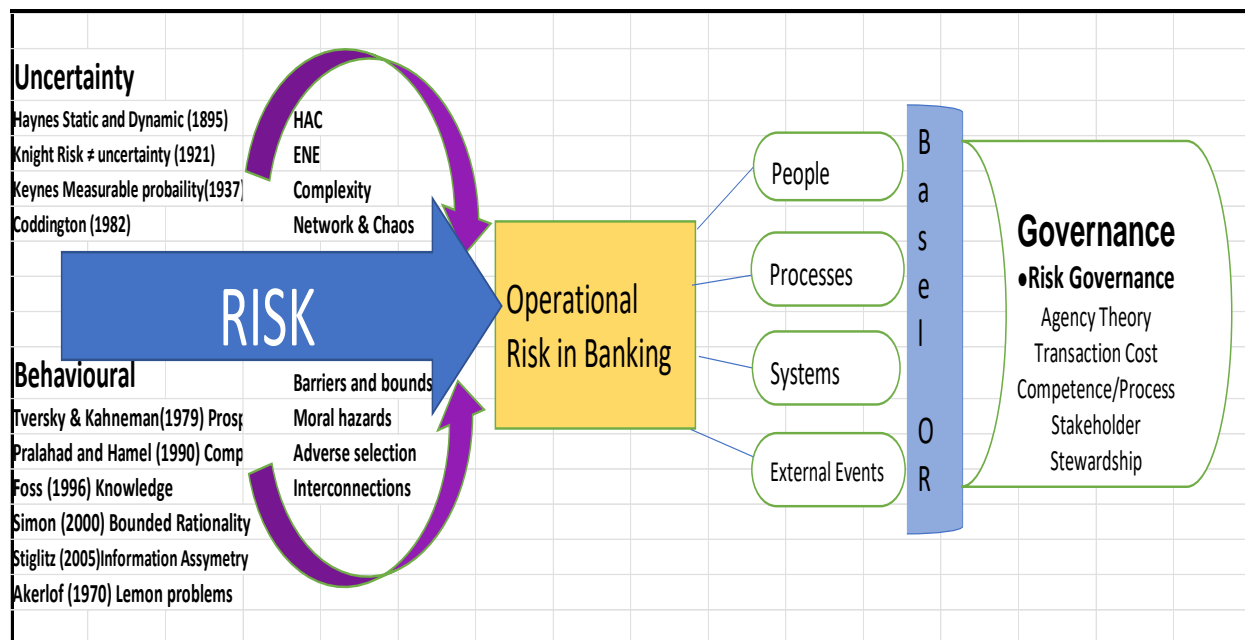 Uncertainty
Haynes Static and Dynamic (1895)
Knight Risk ≠ uncertainty (1921)
Keynes Measurable probaility(1937)
Coddington (1982)
HAC
ENE
Complexity
Network & Chaos
RISK
Behavioural
Tversky & Kahneman(1979) Prosp
Pralahad and Hamel (1990) Comp
Foss (1996) Knowledge
Simon (2000) Bounded Rationality
Stiglitz (2005)Information Assymetry
Akerlof (1970) Lemon problems
Barriers and bounds
Moral hazards
Adverse selection
Interconnections
Operational
Risk in Banking
People
Processes
Systems
External Events
Basel OR
Governance
●Risk Governance
Agency Theory
Transaction Cost
Competence/Process
Stakeholder
Stewardship